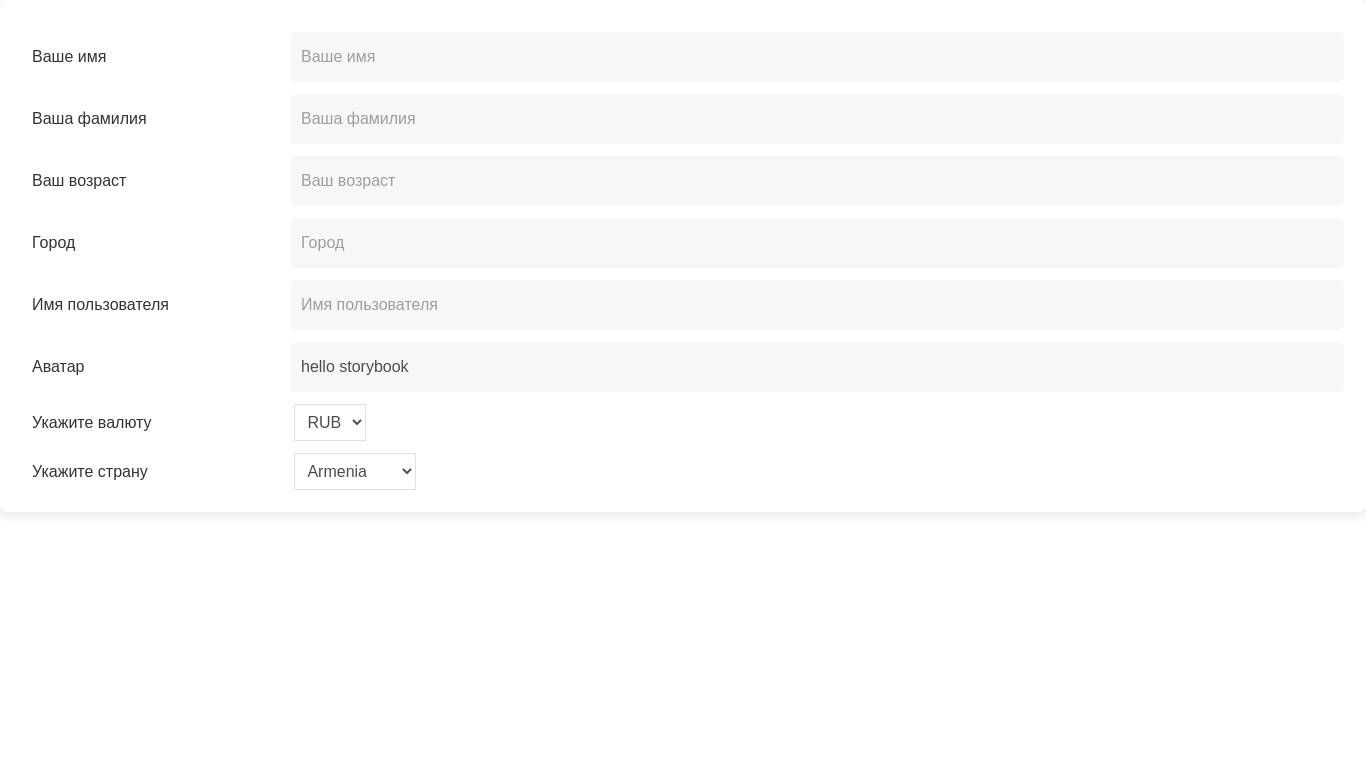 Ваше имя Ваше имя
Ваша фамилия Ваша фамилия
Ваш возраст Ваш возраст
Город Город
Имя пользователя Имя пользователя
Аватар hello storybook
Укажите валюту RUB
Укажите страну Armenia